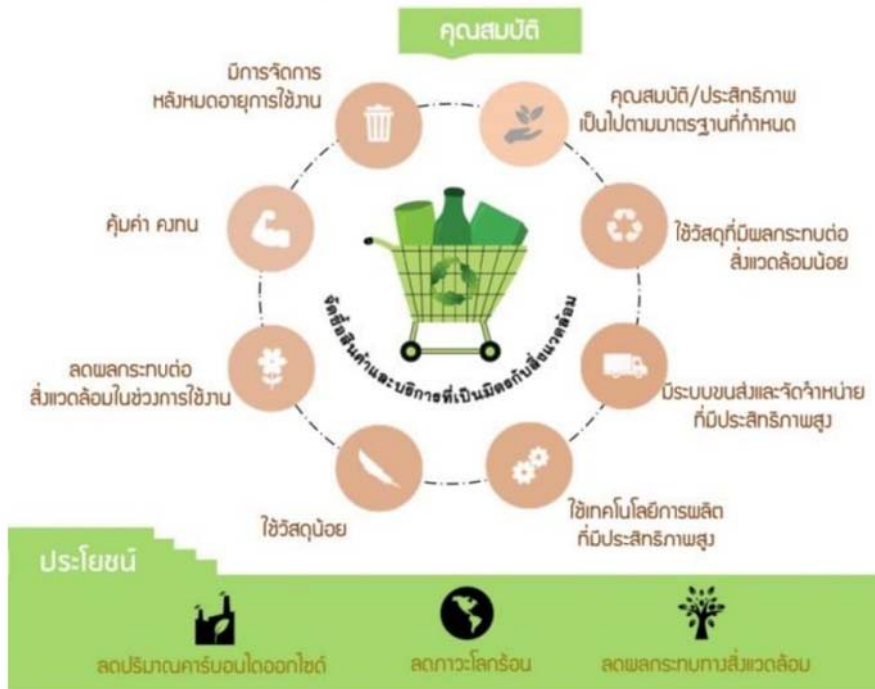 คุณสมบัติ
มีการจัดการ
หลังหมดอายุการใช้งาน
คุณสมบัติ/ประสิทธิภาพ
เป็นไปตามมาตรฐานที่กำหนด
คุ้มค่า คงทน
ใช้วัสดุที่มีผลกระทบต่อ
สิ่งแวดล้อมน้อย
จัดซื้อสินค้าและบริการที่เป็นมิตรกับสิ่งแวดล้อม
ลดผลกระทบต่อ
สิ่งแวดล้อมในช่วงการใช้งาน
มีระบบขนส่งและจัดจำหน่าย
ที่มีประสิทธิภาพสูง
ใช้วัสดุน้อย
ใช้เทคโนโลยีการผลิต
ที่มีประสิทธิภาพสูง
ประโยชน์
ลดปริมาณคาร์บอนไดออกไซด์
ลดภาวะโลกร้อน
ลดผลกระทบทางสิ่งแวดล้อม